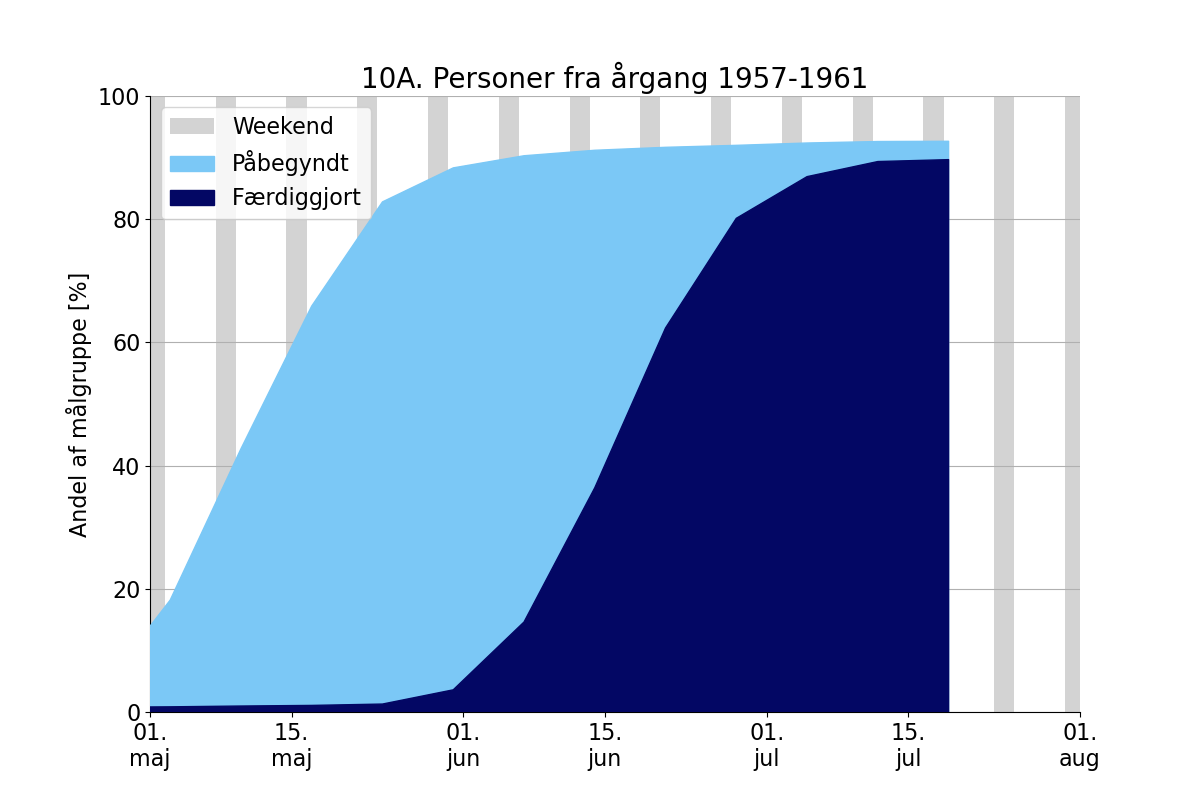 10A. Personer fra årgang 1957-1961
Andel af målgruppe [%]
100
80
60
40
20
0
Weekend
Påbegyndt
Færdiggjort
01. 15. 01. 15. 01. 15. 01.
maj maj jun jun jul jul aug